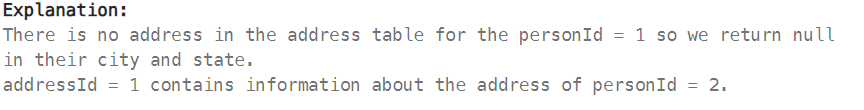 Explanation:
There is no address in the address table for the personId = 1 so we return null
in their city and state.
addressId = 1 contains information about the address of personId = 2.